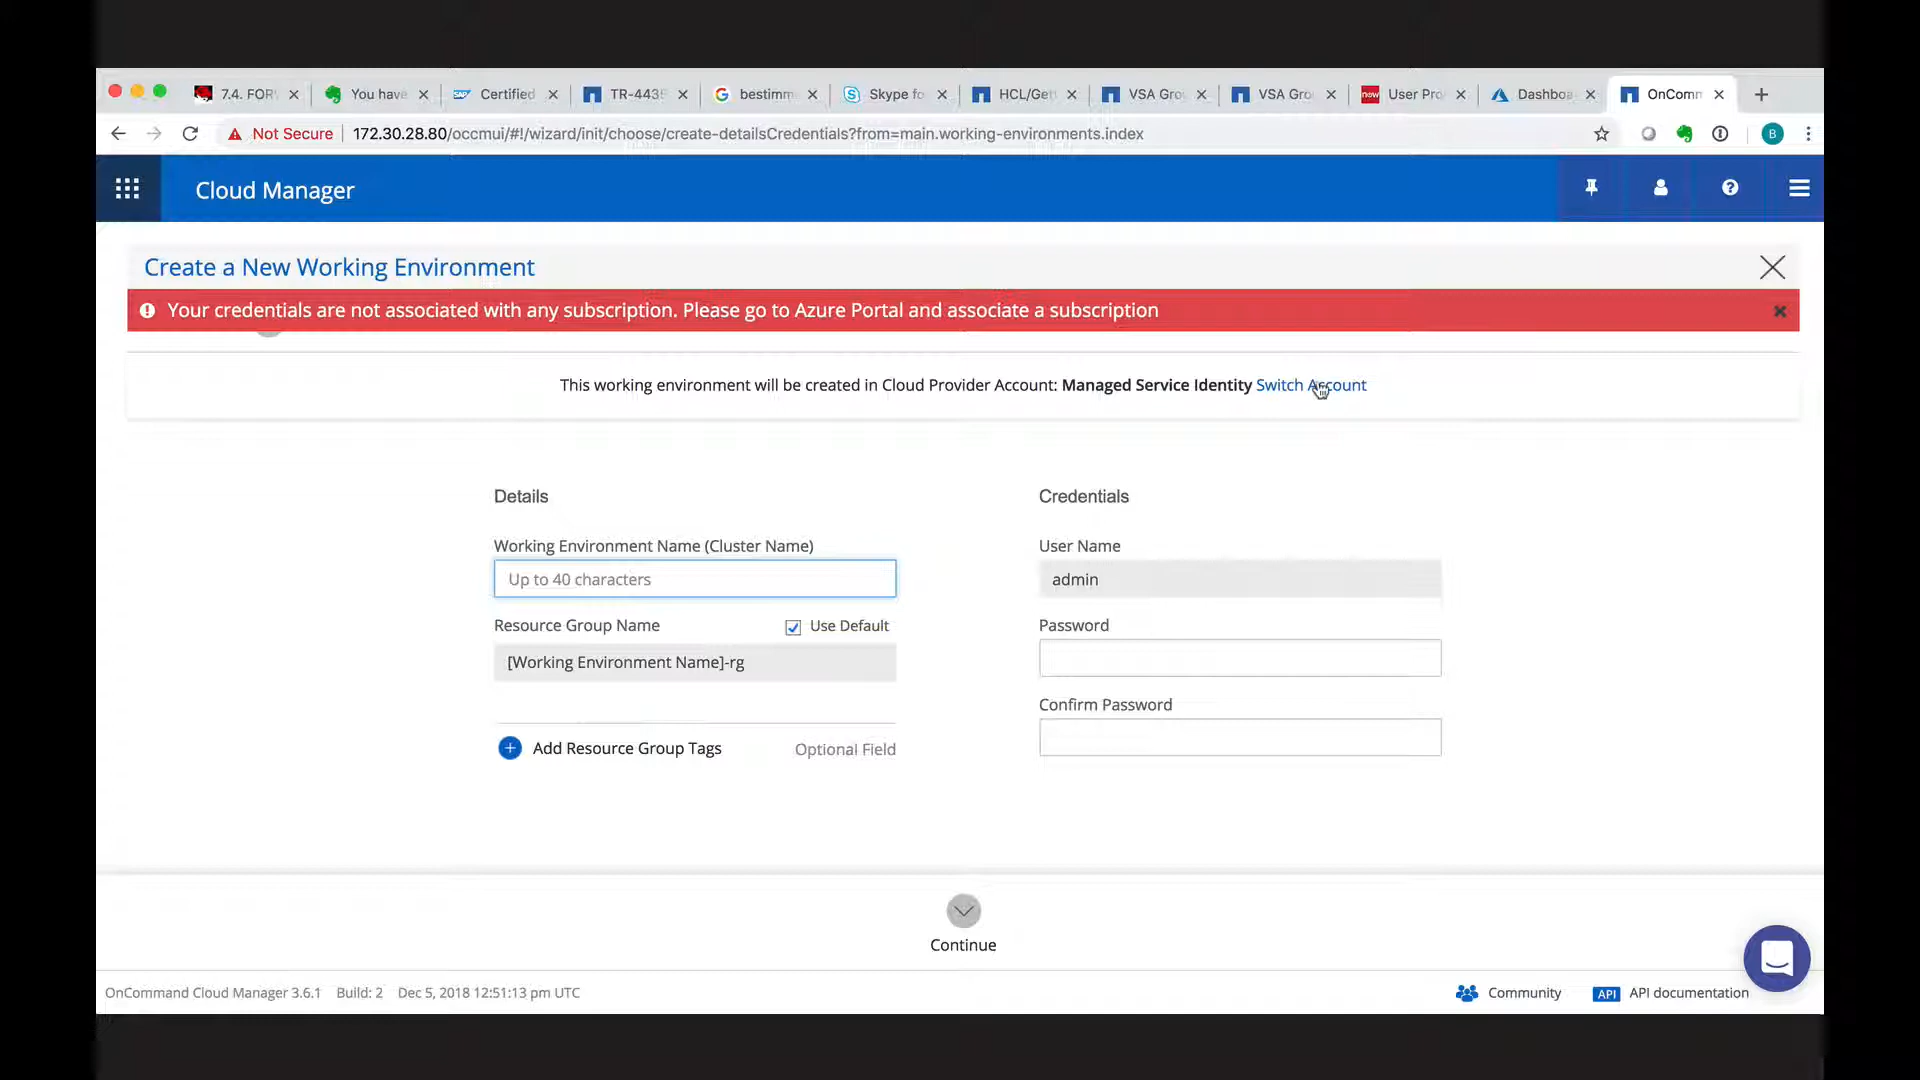 7.4. FOR
You have
Certified
TR-4435
bestimm
Skype fo
HCL/Get
VSA Gro
VSA Gro
now
User Pro
Dashboa
OnComm
Not Secure
172.30.28.80/occmui/#!/wizard/init/choose/create-detailsCredentials?from=main.working-environments.index
B
Cloud Manager
Create a New Working Environment
Your credentials are not associated with any subscription. Please go to Azure Portal and associate a subscription
This working environment will be created in Cloud Provider Account: Managed Service Identity Switch Account
Details
Credentials
Working Environment Name (Cluster Name)
User Name
Up to 40 characters
admin
Resource Group Name
Use Default
Password
[Working Environment Name]-rg
Confirm Password
Add Resource Group Tags
Optional Field
Continue
OnCommand Cloud Manager 3.6.1 Build: 2 Dec 5, 2018 12:51:13 pm UTC
Community
API
API documentation